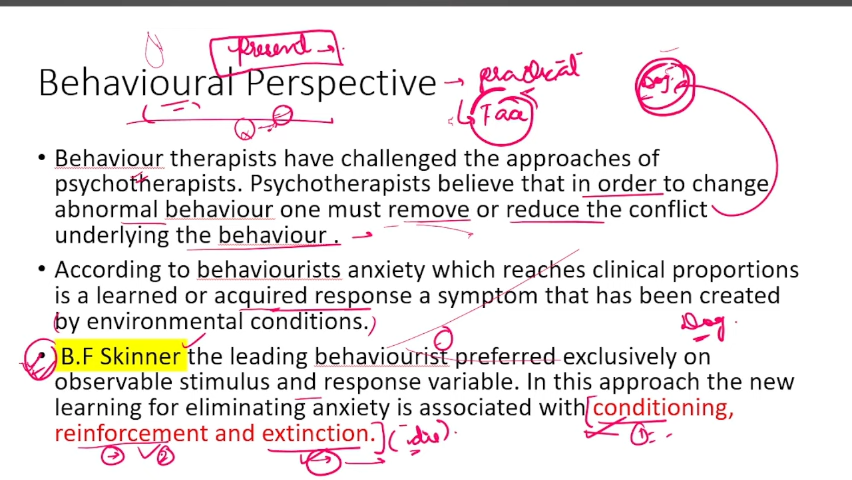 present →
Behavioural Perspective → practical
• Behaviour therapists have challenged the approaches of
psychotherapists. Psychotherapists believe that in order to change
abnormal behaviour one must remove or reduce the conflict
underlying the behaviour .
• According to behaviourists anxiety which reaches clinical proportions
is a learned or acquired response a symptom that has been created
by environmental conditions.
Dog
• B.F Skinner the leading behaviourist preferred exclusively on
observable stimulus and response variable. In this approach the new
learning for eliminating anxiety is associated with conditioning,
reinforcement and extinction.